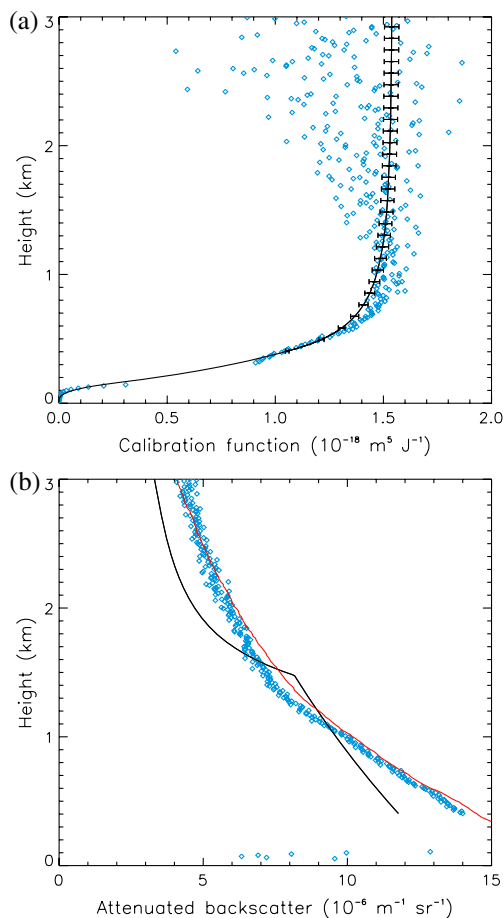 (a)
3
2
1
0
Height (km)
0.0 0.5 1.0 1.5 2.0
Calibration function (10⁻¹⁸ m⁵ J⁻¹)
(b)
3
2
1
0
Height (km)
0 5 10 15
Attenuated backscatter (10⁻⁶ m⁻¹ sr⁻¹)